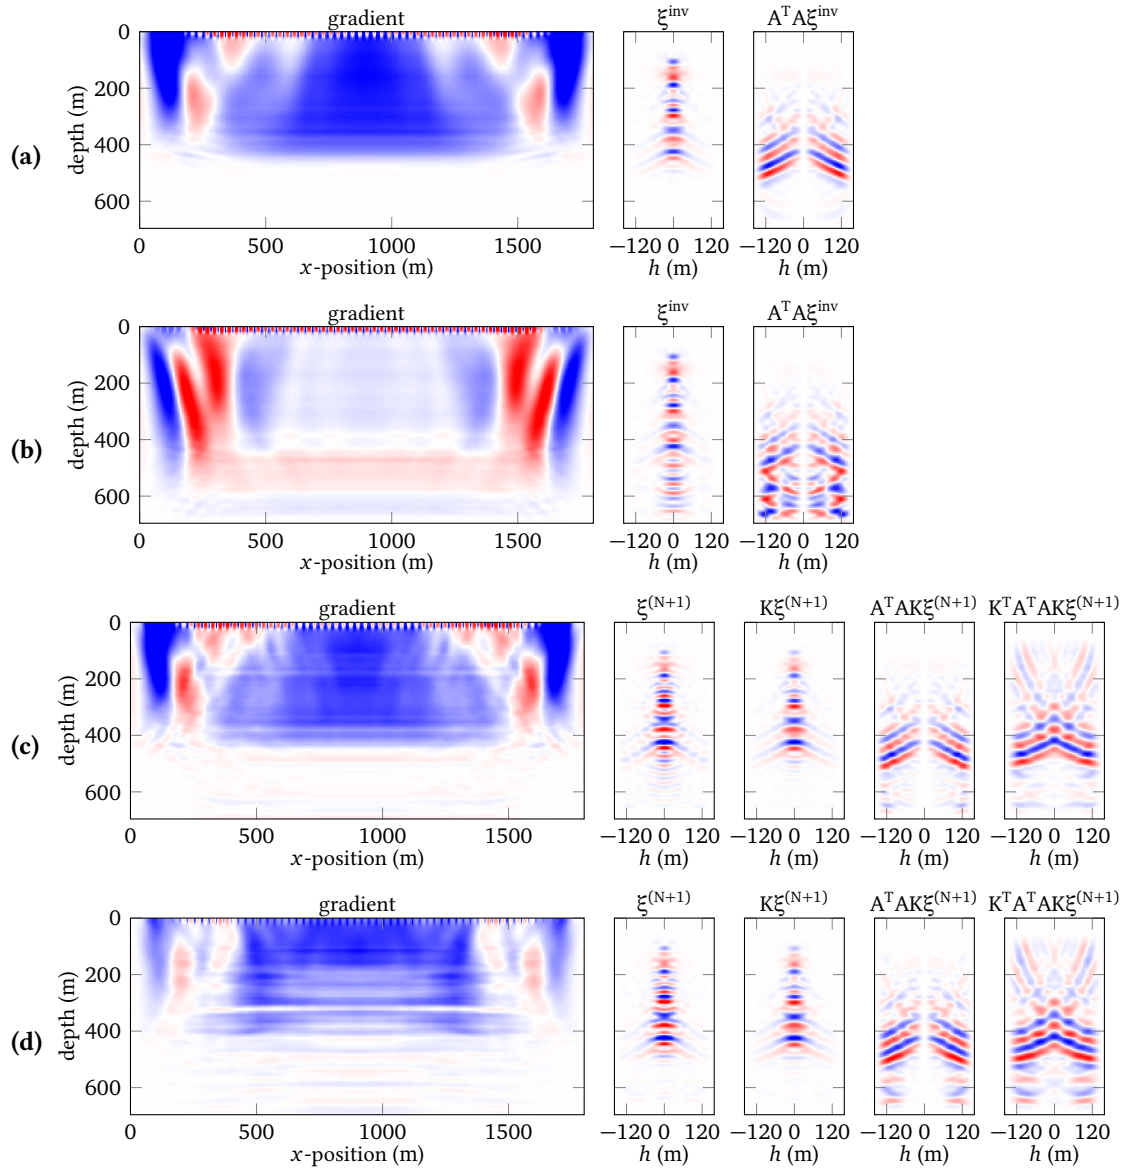 gradient ξ^inv A^T Aξ^inv
(a)
depth (m)
0
200
400
600
0 500 1000 1500 −120 0 120 −120 0 120
x-position (m) h (m) h (m)
gradient ξ^inv A^T Aξ^inv
(b)
depth (m)
0
200
400
600
0 500 1000 1500 −120 0 120 −120 0 120
x-position (m) h (m) h (m)
gradient ξ^(N+1) Kξ^(N+1) A^T AKξ^(N+1) K^T A^T AKξ^(N+1)
(c)
depth (m)
0
200
400
600
0 500 1000 1500 −120 0 120 −120 0 120 −120 0 120 −120 0 120
x-position (m) h (m) h (m) h (m) h (m)
gradient ξ^(N+1) Kξ^(N+1) A^T AKξ^(N+1) K^T A^T AKξ^(N+1)
(d)
depth (m)
0
200
400
600
0 500 1000 1500 −120 0 120 −120 0 120 −120 0 120 −120 0 120
x-position (m) h (m) h (m) h (m) h (m)